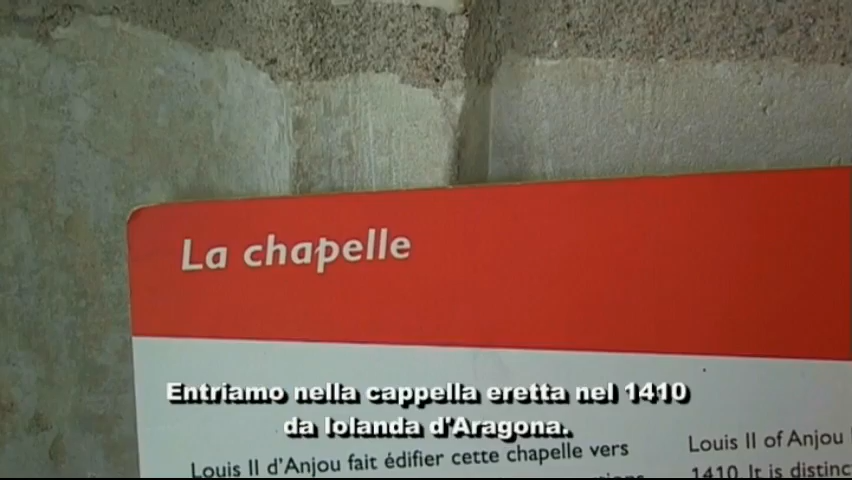 La chapelle
Entriamo nella cappella eretta nel 1410
da Iolanda d'Aragona.
Louis II d'Anjou fait édifier cette chapelle vers
Louis II of Anjou
1410. It is distinc